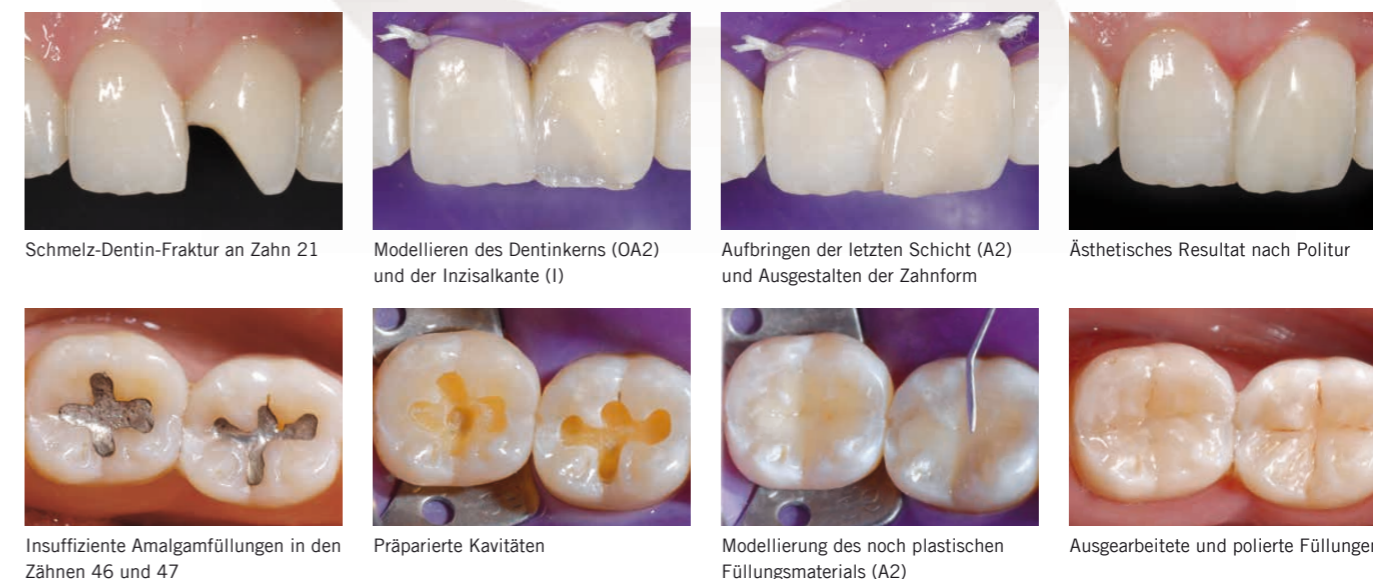 Schmelz-Dentin-Fraktur an Zahn 21
Modellieren des Dentinkerns (OA2)
und der Inzisalkante (I)
Aufbringen der letzten Schicht (A2)
und Ausgestalten der Zahnform
Ästhetisches Resultat nach Politur
Insuffiziente Amalgamfüllungen in den
Zähnen 46 und 47
Präparierte Kavitäten
Modellierung des noch plastischen
Füllungsmaterials (A2)
Ausgearbeitete und polierte Füllungen